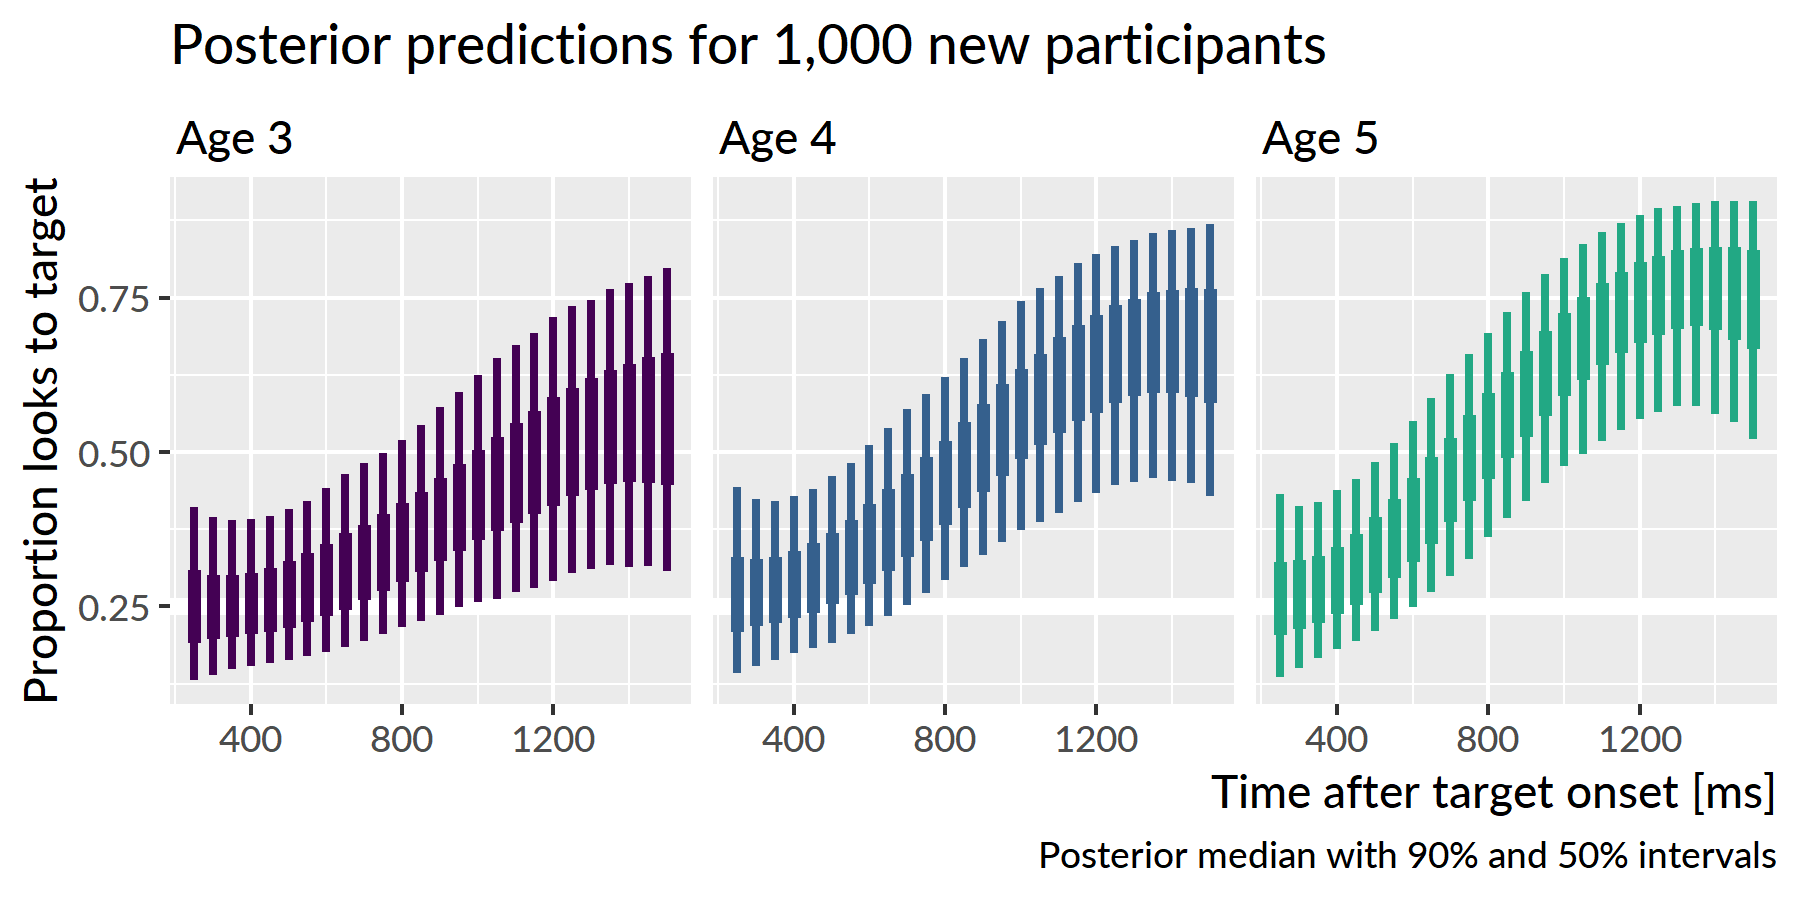 Posterior predictions for 1,000 new participants
Age 3
Age 4
Age 5
Proportion looks to target
0.75
0.50
0.25
400 800 1200
400 800 1200
400 800 1200
Time after target onset [ms]
Posterior median with 90% and 50% intervals